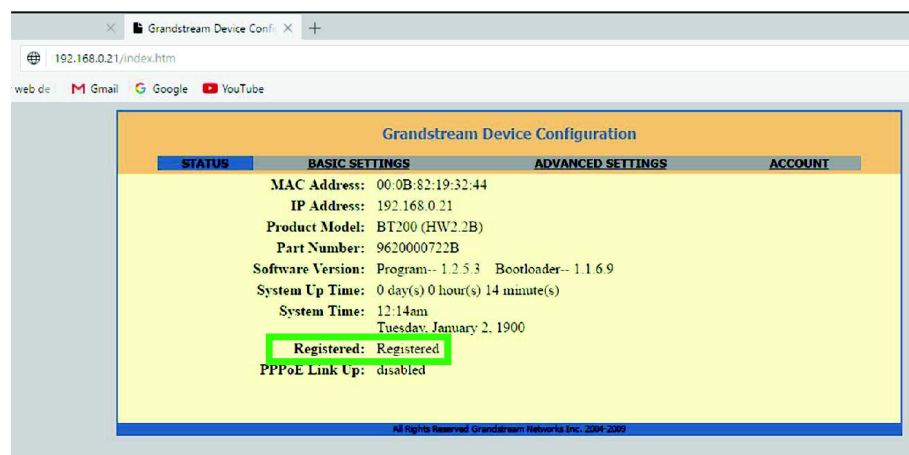 Grandstream Device Confi
192.168.0.21/index.htm
web de Gmail Google YouTube
Grandstream Device Configuration
STATUS BASIC SETTINGS ADVANCED SETTINGS ACCOUNT
MAC Address: 00:0B:82:19:32:44
IP Address: 192.168.0.21
Product Model: BT200 (HW2.2B)
Part Number: 9620000722B
Software Version: Program-- 1.2.5.3 Bootloader-- 1.1.6.9
System Up Time: 0 day(s) 0 hour(s) 14 minute(s)
System Time: 12:14am
Tuesday, January 2, 1900
Registered: Registered
PPPoE Link Up: disabled
All Rights Reserved Grandstream Networks Inc. 2004-2009